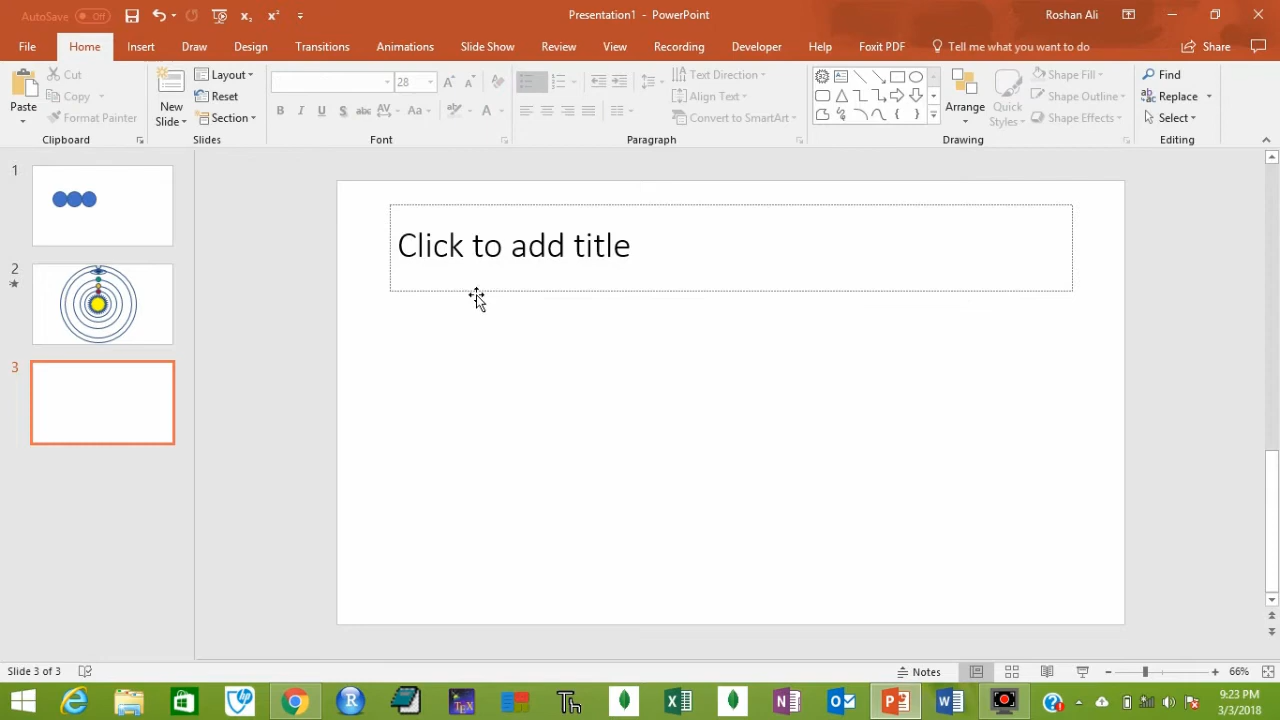 AutoSave Off
Presentation1 - PowerPoint
Roshan Ali
File Home Insert Draw Design Transitions Animations Slide Show Review View Recording Developer Help Foxit PDF Tell me what you want to do Share
Paste
Cut
Copy
Format Painter
Clipboard
New Slide
Layout
Reset
Section
Slides
28
B I U S abc AV Aa A
Font
Text Direction
Align Text
Convert to SmartArt
Paragraph
Arrange
Quick Styles
Shape Fill
Shape Outline
Shape Effects
Drawing
Find
Replace
Select
Editing
1
2
3
Click to add title
Slide 3 of 3
Notes
66%
9:23 PM
3/3/2018